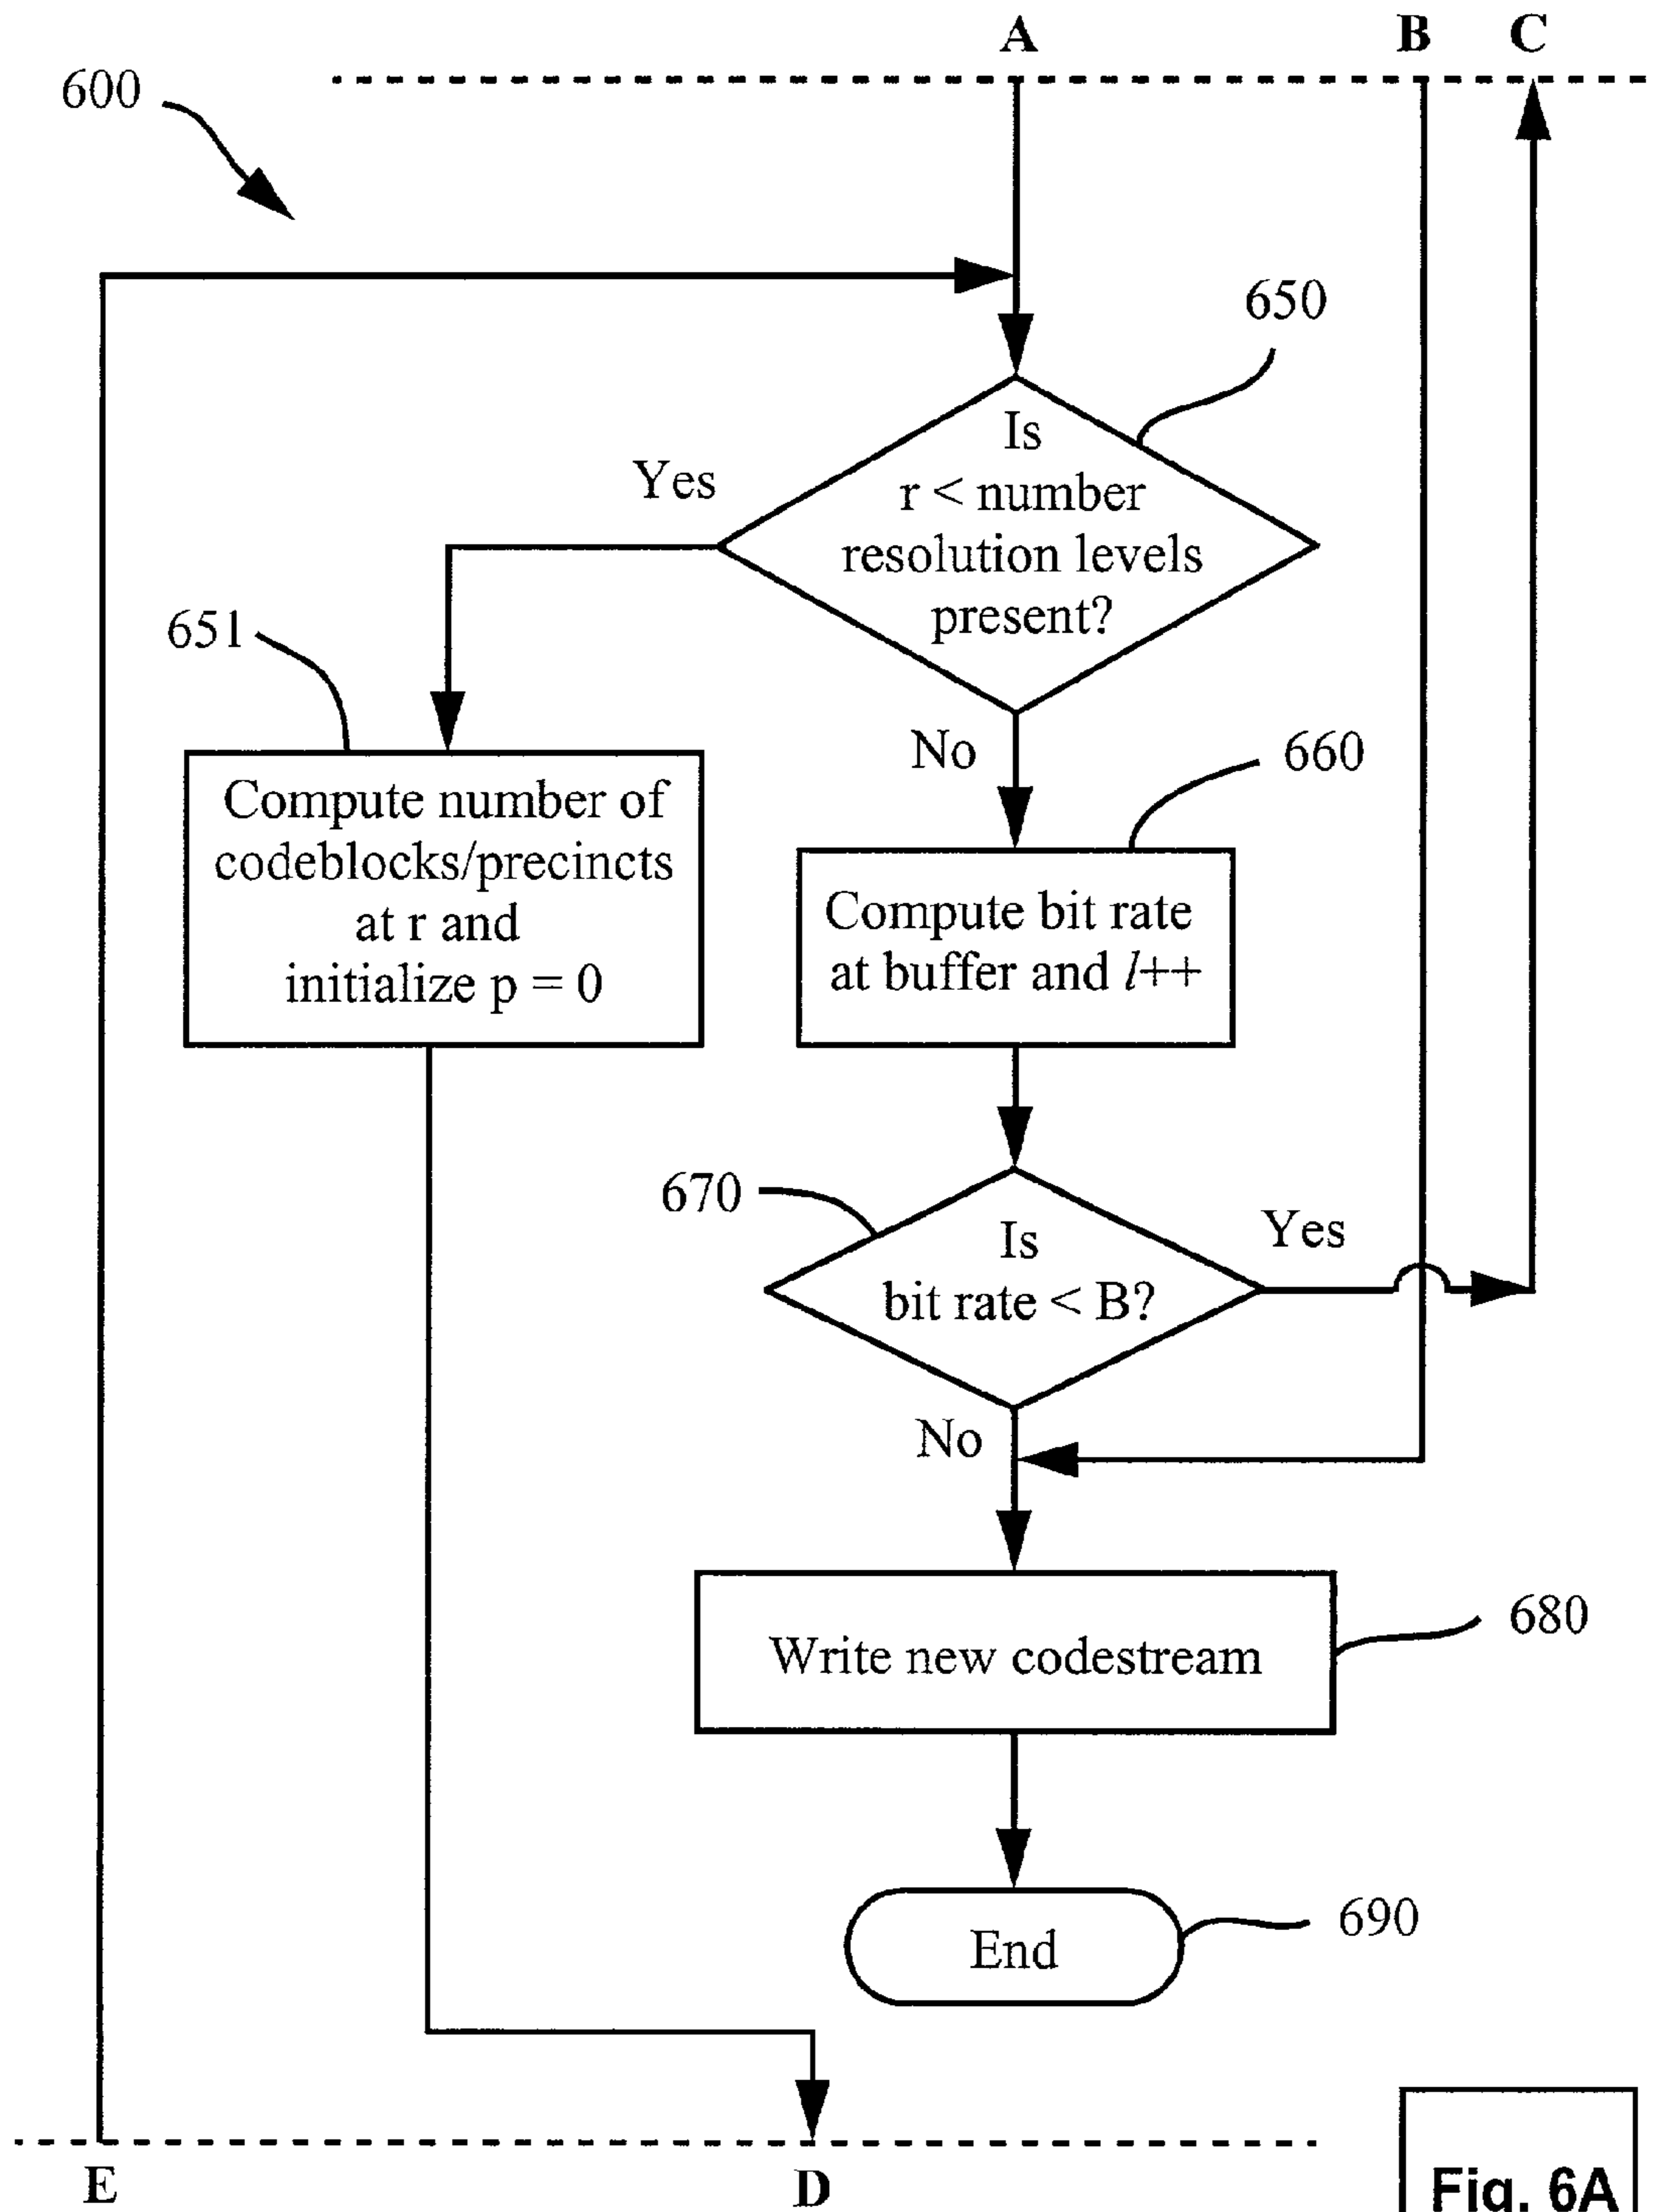 A B C
600
650
Is
r < number
resolution levels
present?
Yes
651
Compute number of
codeblocks/precincts
at r and
initialize p = 0
No
660
Compute bit rate
at buffer and l++
670
Is
bit rate < B?
Yes
No
Write new codestream
680
End
690
E D
Fig. 6A